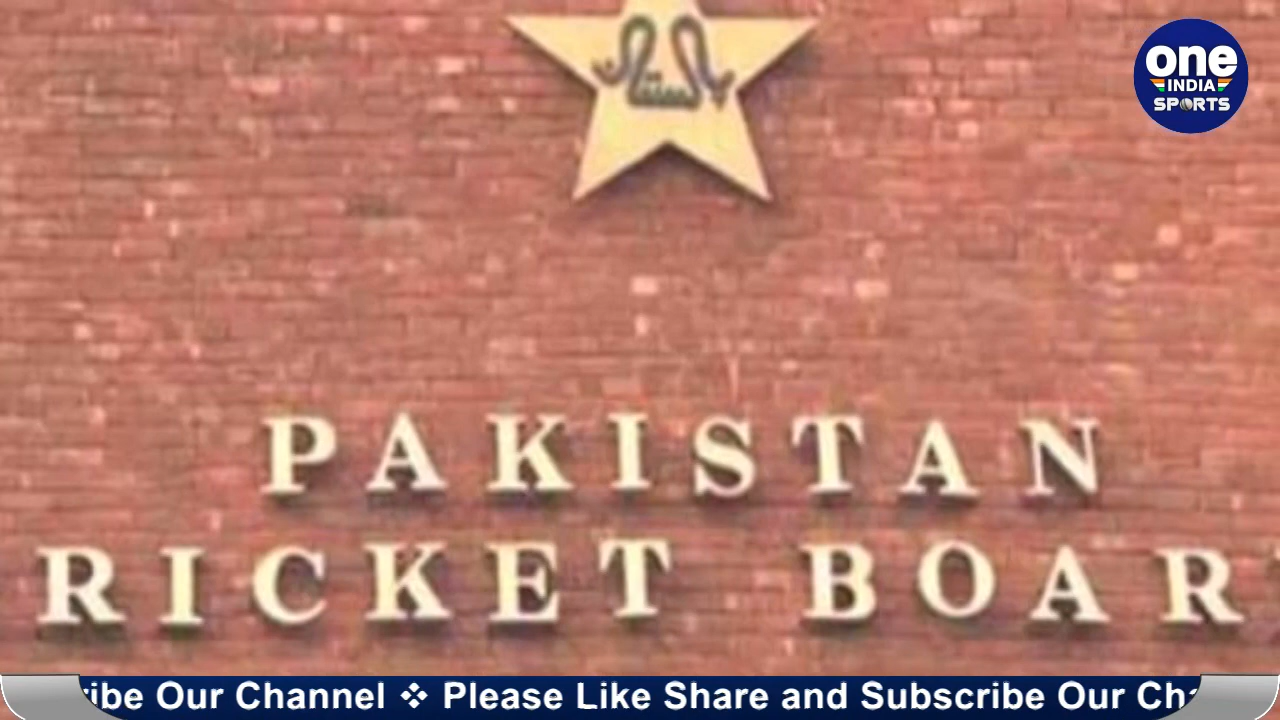 one
INDIA
SPORTS
PAKISTAN
RICKET BOAR
ibe Our Channel ❖ Please Like Share and Subscribe Our Cha